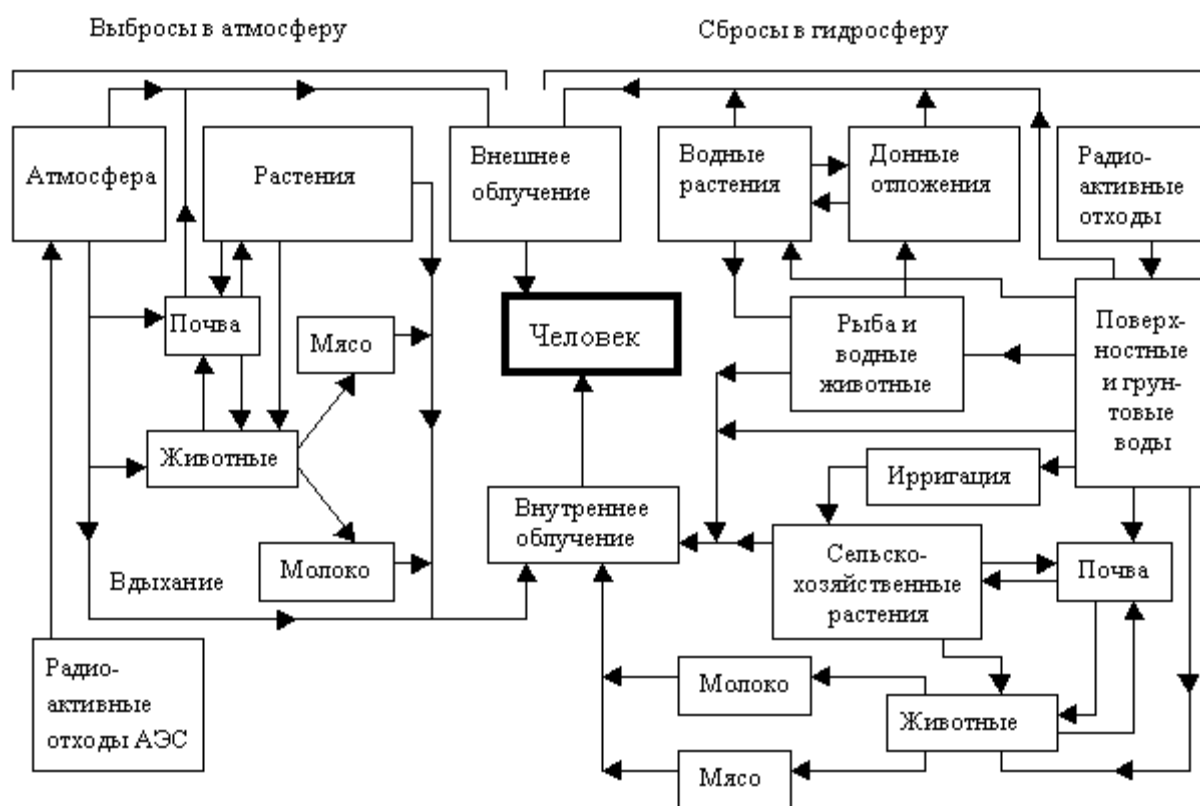 Выбросы в атмосферу
Сбросы в гидросферу
Атмосфера
Растения
Внешнее
облучение
Водные
растения
Донные
отложения
Радио-
активные
отходы
Почва
Мясо
Человек
Рыба и
водные
животные
Поверх-
ностные
и грун-
товые
воды
Животные
Ирригация
Внутреннее
облучение
Молоко
Вдыхание
Сельско-
хозяйственные
растения
Почва
Радио-
активные
отходы АЭС
Молоко
Животные
Мясо